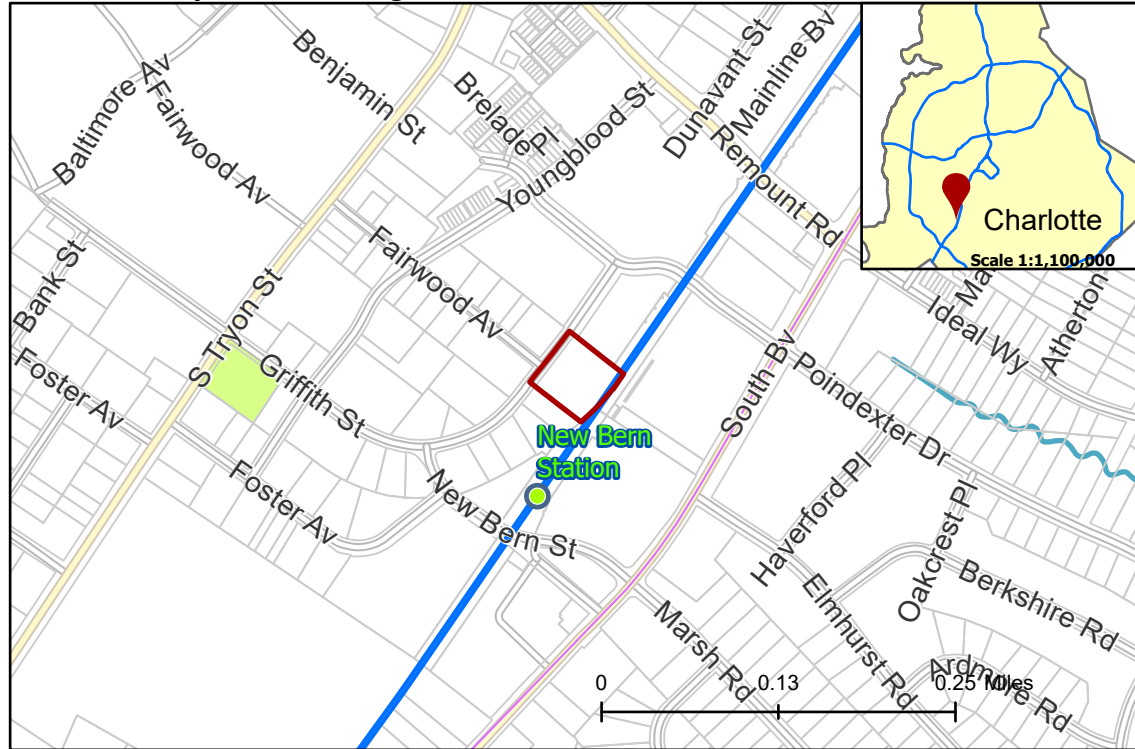 Baltimore Av
Fairwood Av
Benjamin St
Brelade Pl
Youngblood St
Dunavant St
Mainline Bv
Remount Rd
Charlotte
Scale 1:1,100,000
Ideal Wy
Atherton
Bank St
Foster Av
S Tryon St
Griffith St
Fairwood Av
Foster Av
New Bern
Station
New Bern St
South Bv
Poindexter Dr
Haverford Pl
Oakcrest Pl
Berkshire Rd
Elmhurst Rd
Marsh Rd
Ardmore Rd
0
0.13
0.25 Miles